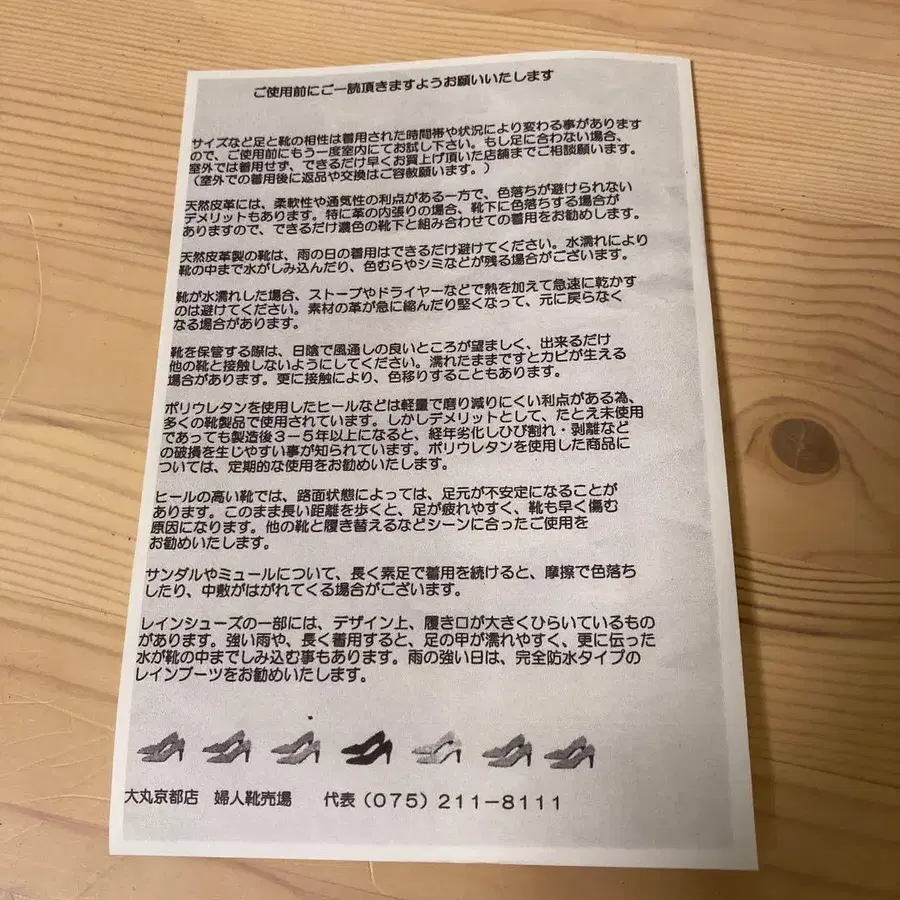 ご使用前にご一読頂きますようお願いいたします
サイズなど足と靴の相性は着用された時間帯や状況により変わる事があります
ので、ご使用前にもう一度室内にてお試し下さい。もし足に合わない場合、
室外では着用せず、できるだけ早くお買上げ頂いた店舗までご相談願います。
（室外での着用後に返品や交換はご容赦願います。）
天然皮革には、柔軟性や通気性の利点がある一方で、色落ちが避けられない
デメリットもあります。特に革の内張りの場合、靴下に色落ちする場合が
ありますので、できるだけ濃色の靴下と組み合わせての着用をお勧めします。
天然皮革製の靴は、雨の日の着用はできるだけ避けてください。水濡れにより
靴の中まで水がしみ込んだり、色むらやシミなどが残る場合がございます。
靴が水濡れした場合、ストーブやドライヤーなどで熱を加えて急速に乾かす
のは避けてください。素材の革が急に縮んだり堅くなって、元に戻らなく
なる場合があります。
靴を保管する際は、日陰で風通しの良いところが望ましく、出来るだけ
他の靴と接触しないようにしてください。濡れたままですとカビが生える
場合があります。更に接触により、色移りすることもあります。
ポリウレタンを使用したヒールなどは軽量で磨り減りにくい利点がある為、
多くの靴製品で使用されています。しかしデメリットとして、たとえ未使用
であっても製造後３－５年以上になると、経年劣化しひび割れ・剥離など
の破損を生じやすい事が知られています。ポリウレタンを使用した商品に
ついては、定期的な使用をお勧めいたします。
ヒールの高い靴では、路面状態によっては、足元が不安定になることが
あります。このまま長い距離を歩くと、足が疲れやすく、靴も早く傷む
原因になります。他の靴と履き替えるなどシーンに合ったご使用を
お勧めいたします。
サンダルやミュールについて、長く素足で着用を続けると、摩擦で色落ち
したり、中敷がはがれてくる場合がございます。
レインシューズの一部には、デザイン上、履き口が大きくひらいているもの
があります。強い雨や、長く着用すると、足の甲が濡れやすく、更に伝った
水が靴の中までしみ込む事もあります。雨の強い日は、完全防水タイプの
レインブーツをお勧めいたします。
大丸京都店　婦人靴売場　　代表（０７５）２１１－８１１１